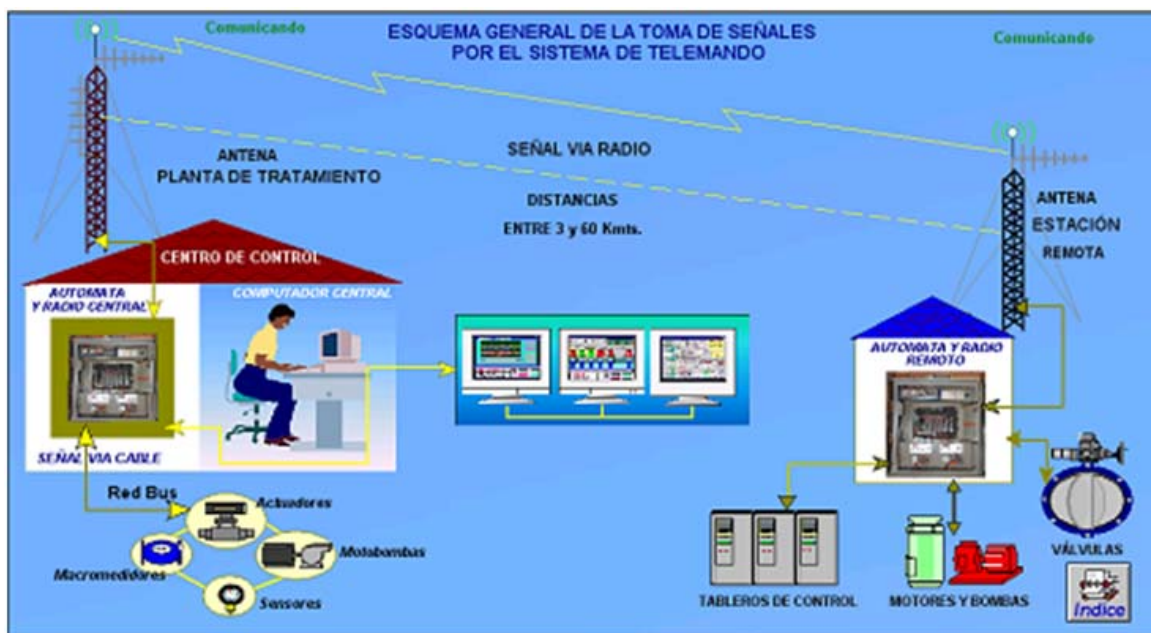 Comunicando
ESQUEMA GENERAL DE LA TOMA DE SEÑALES
POR EL SISTEMA DE TELEMANDO
Comunicando
ANTENA
PLANTA DE TRATAMIENTO
SEÑAL VIA RADIO
DISTANCIAS
ENTRE 3 y 60 Kmts.
ANTENA
ESTACIÓN
REMOTA
CENTRO DE CONTRÓL
AUTOMATA
Y RADIO CENTRAL
COMPUTADOR CENTRAL
SEÑAL VIA CABLE
AUTOMATA Y RADIO
REMOTO
Red Bus
Actuadores
Macromedidores
Motobombas
Sensores
TABLEROS DE CONTROL
MOTORES Y BOMBAS
VÁLVULAS
Índice